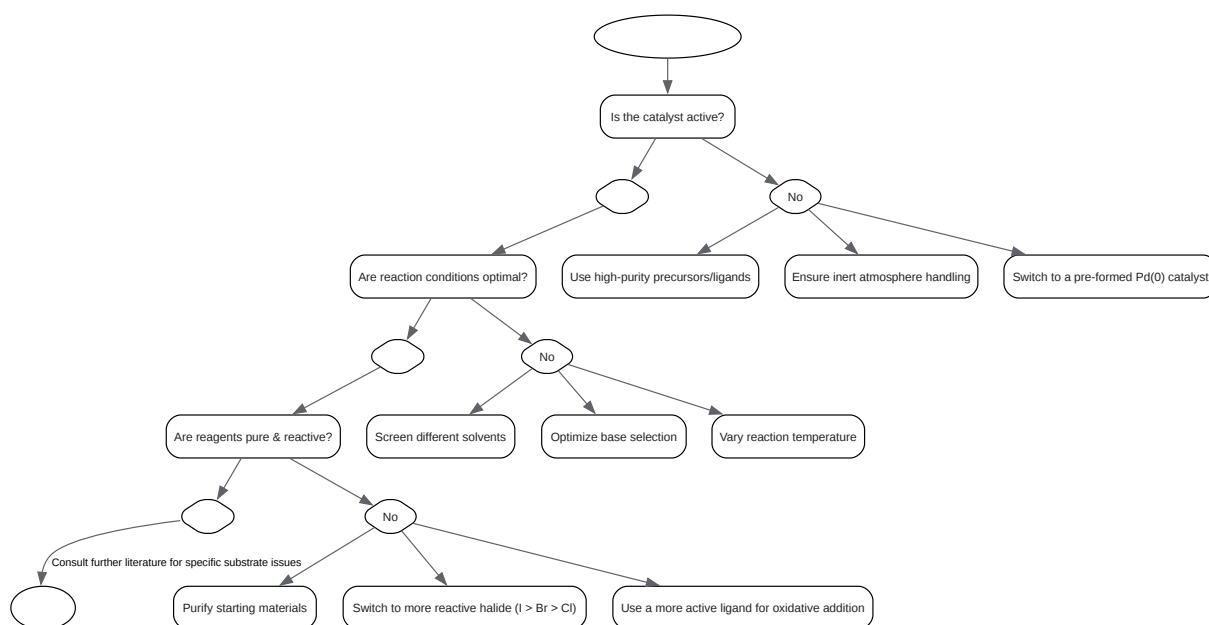 Is the catalyst active?
No
Are reaction conditions optimal?
Use high-purity precursors/ligands
Ensure inert atmosphere handling
Switch to a pre-formed Pd(0) catalyst
No
Are reagents pure & reactive?
Screen different solvents
Optimize base selection
Vary reaction temperature
No
Consult further literature for specific substrate issues
Purify starting materials
Switch to more reactive halide (I > Br > Cl)
Use a more active ligand for oxidative addition